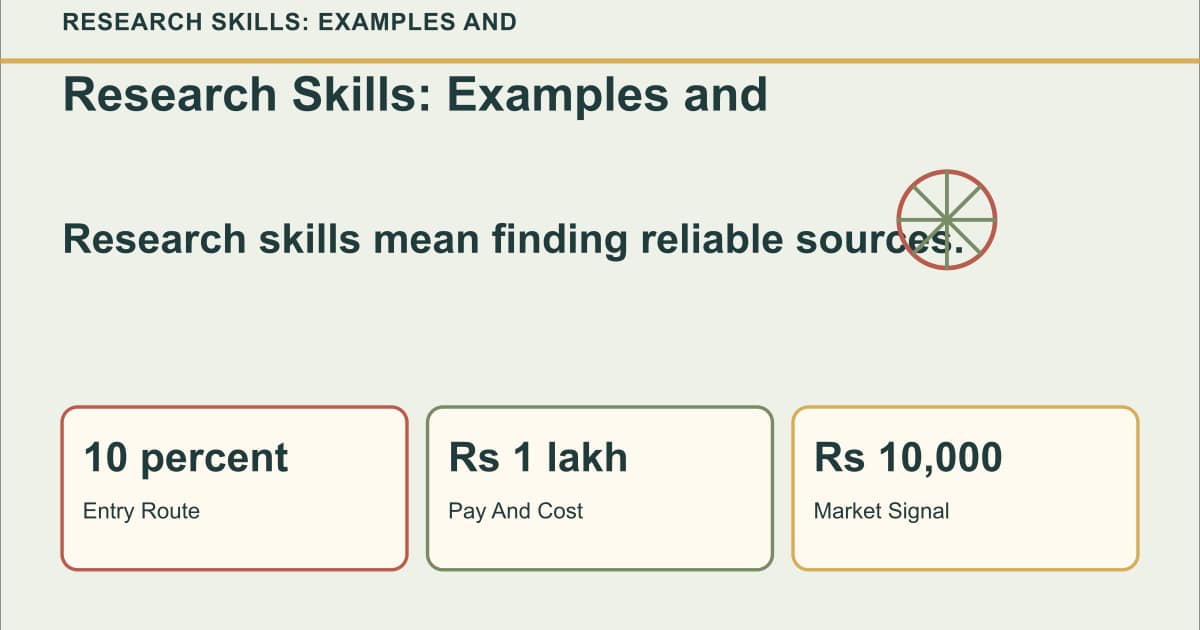 RESEARCH SKILLS: EXAMPLES AND
Research Skills: Examples and
Research skills mean finding reliable sources.
10 percent
Entry Route
Rs 1 lakh
Pay And Cost
Rs 10,000
Market Signal